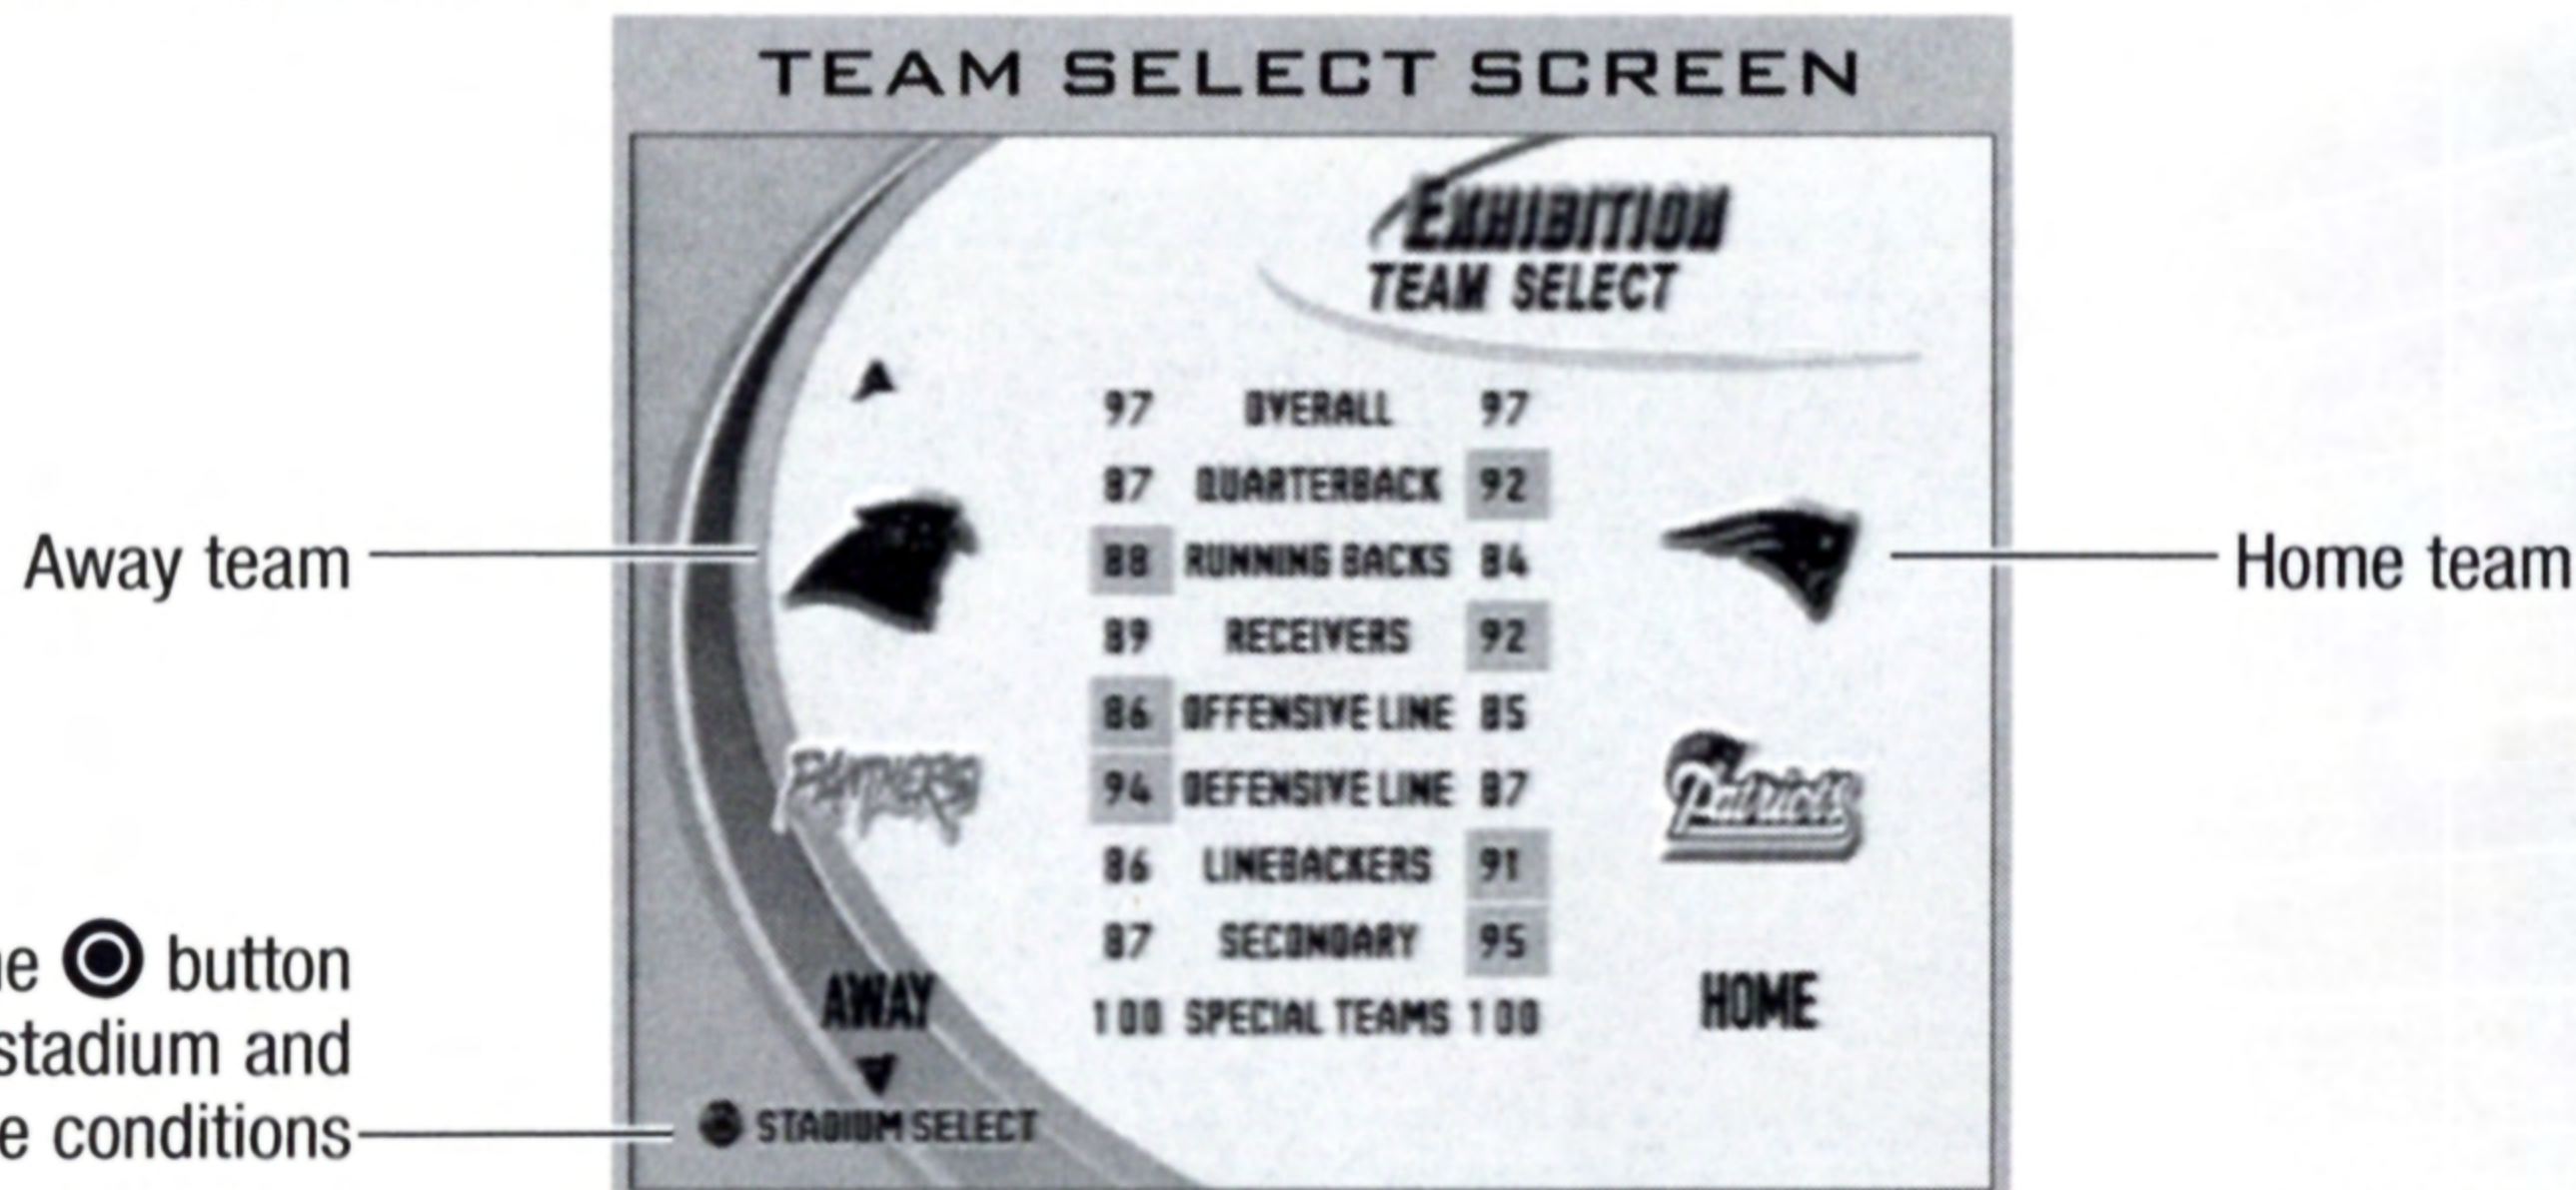 TEAM SELECT SCREEN
EXHIBITION
TEAM SELECT
97 OVERALL 97
87 QUARTERBACK 92
88 RUNNING BACKS 84
89 RECEIVERS 92
86 OFFENSIVE LINE 85
94 DEFENSIVE LINE 87
86 LINEBACKERS 91
87 SECONDARY 95
100 SPECIAL TEAMS 100
Away team
Home team
PANTHERS
Patriots
AWAY
HOME
button
stadium and
conditions
STADIUM SELECT